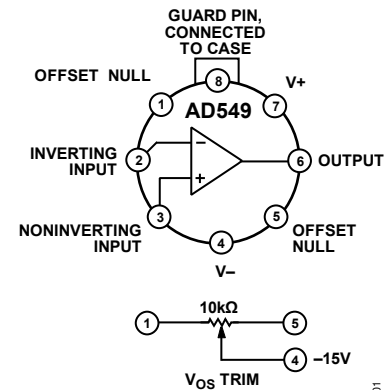 GUARD PIN,
CONNECTED
TO CASE
OFFSET NULL
8
V+
1
AD549
7
INVERTING
INPUT
2
–
6
OUTPUT
+
NONINVERTING
INPUT
3
5
OFFSET
NULL
4
V–
10kΩ
1
5
4
–15V
VOS TRIM
01